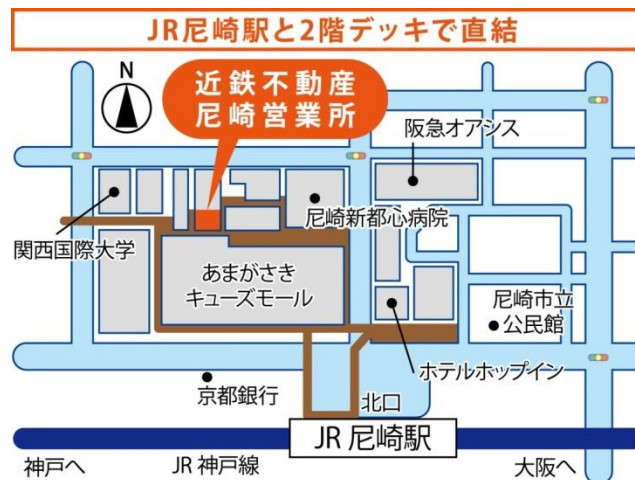 JR尼崎駅と2階デッキで直結
N
近鉄不動産
尼崎営業所
阪急オアシス
関西国際大学
尼崎新都心病院
あまがさき
キューズモール
尼崎市立
公民館
ホテルホップイン
京都銀行
北口
JR 尼崎駅
神戸へ
JR 神戸線
大阪へ